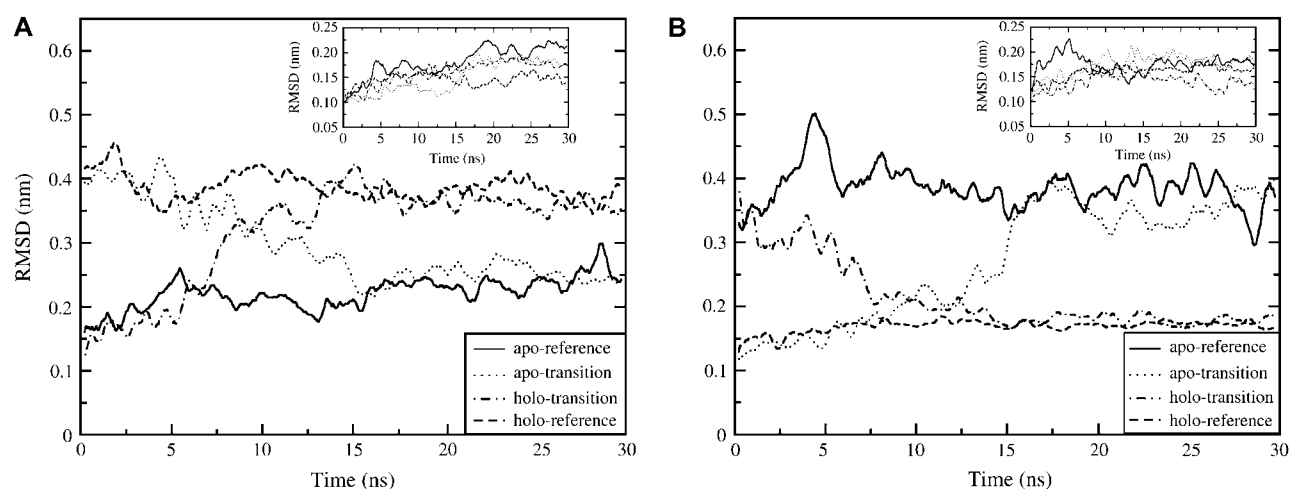 A
RMSD (nm)
0.6
0.5
0.4
0.3
0.2
0.1
0
0 5 10 15 20 25 30
Time (ns)
RMSD (nm)
0.25
0.20
0.15
0.10
0.05
0 5 10 15 20 25 30
Time (ns)
apo-reference
apo-transition
holo-transition
holo-reference
B
0.6
0.5
0.4
0.3
0.2
0.1
0
0 5 10 15 20 25 30
Time (ns)
RMSD (nm)
0.25
0.20
0.15
0.10
0.05
0 5 10 15 20 25 30
Time (ns)
apo-reference
apo-transition
holo-transition
holo-reference